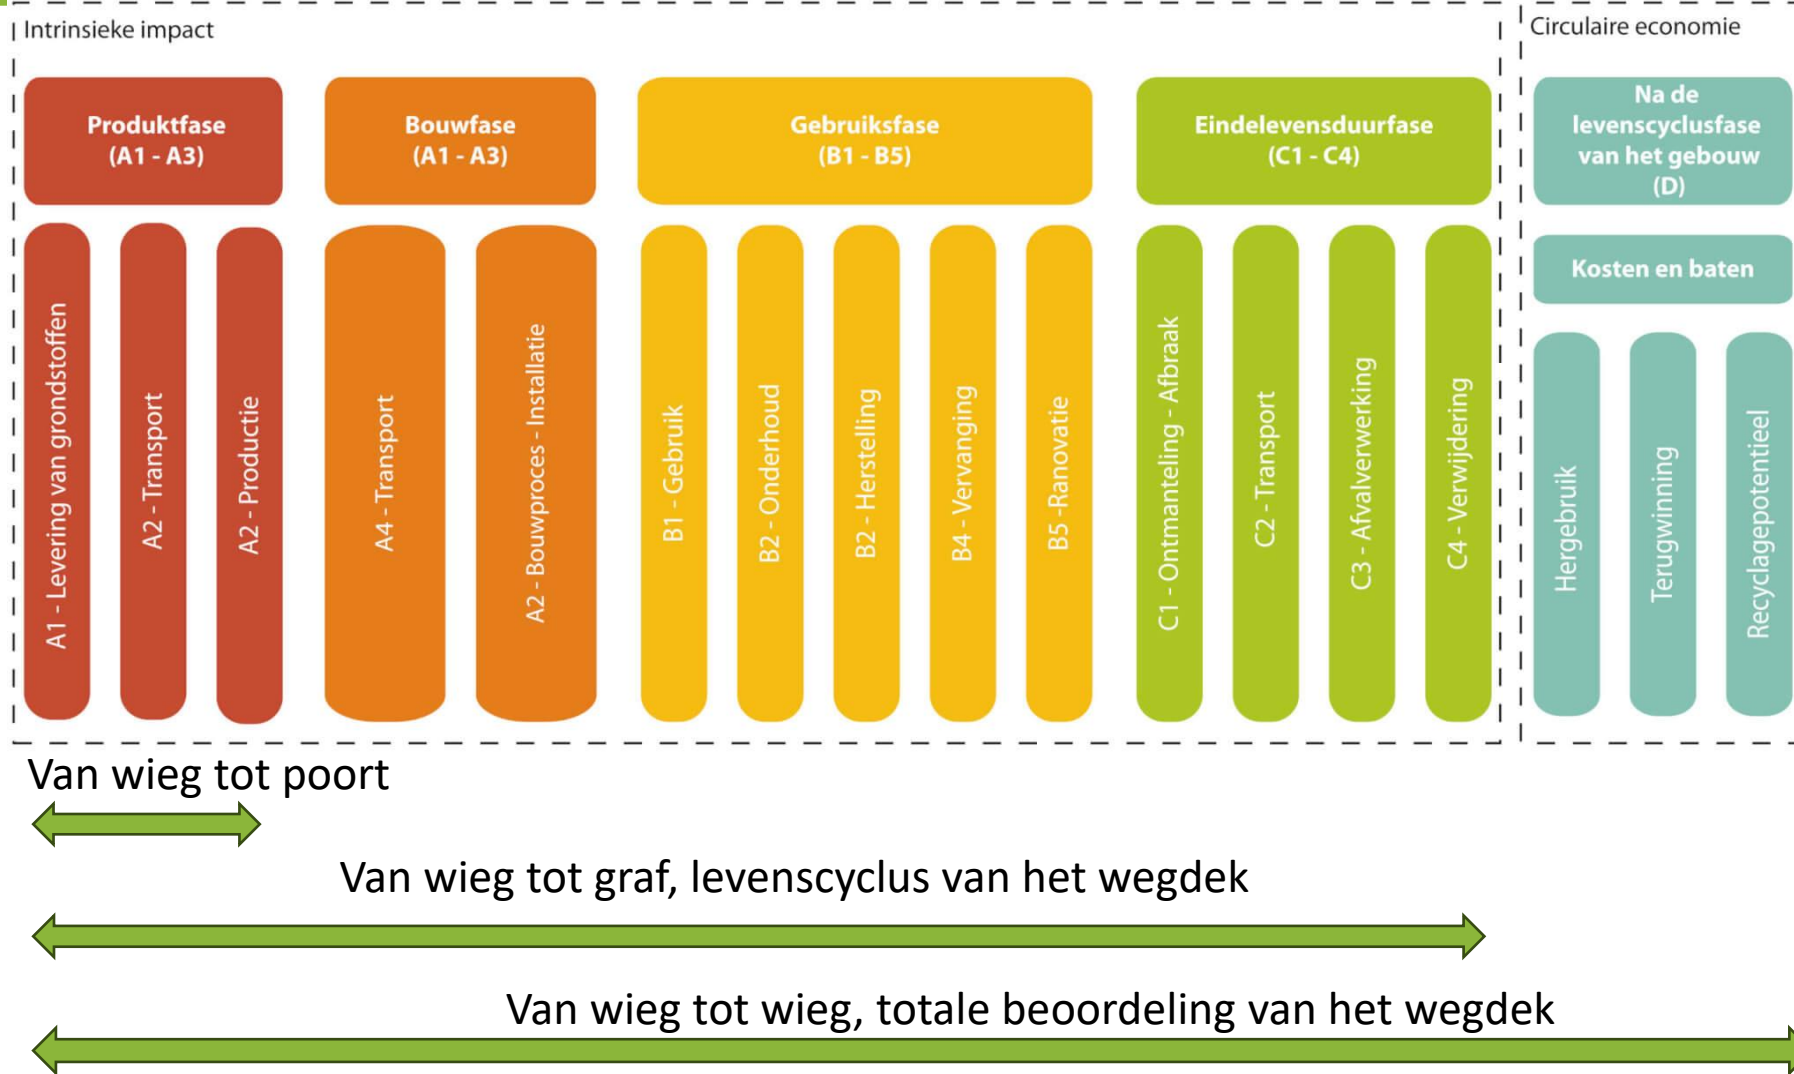 Intrinsieke impact
Circulaire economie
Produktfase
(A1 - A3)
Bouwfase
(A1 - A3)
Gebruiksfase
(B1 - B5)
Eindelevensduurfase
(C1 - C4)
Na de
levenscyclusfase
van het gebouw
(D)
Kosten en baten
A1 - Levering van grondstoffen
A2 - Transport
A2 - Productie
A4 - Transport
A2 - Bouwproces - Installatie
B1 - Gebruik
B2 - Onderhoud
B2 - Herstelling
B4 - Vervanging
B5 -Ranovatie
C1 - Ontmanteling - Afbraak
C2 - Transport
C3 - Afvalverwerking
C4 - Verwijdering
Hergebruik
Terugwinning
Recyclagepotentieel
Van wieg tot poort
Van wieg tot graf, levenscyclus van het wegdek
Van wieg tot wieg, totale beoordeling van het wegdek